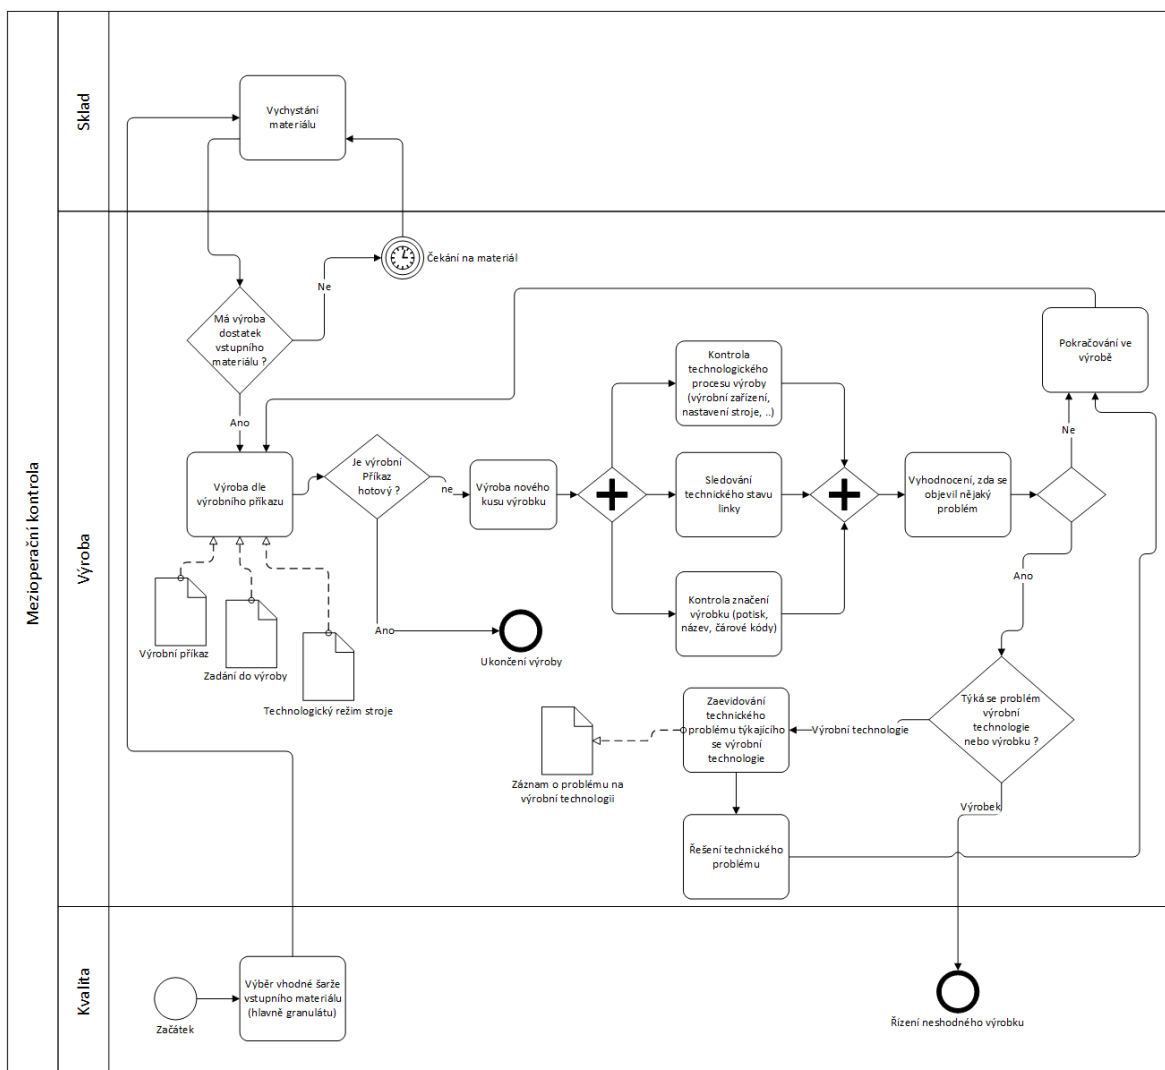 Mezioperační kontrola
Sklad
Vychystání
materiálu
Výroba
Čekání na materiál
Ne
Má výroba
dostatek
vstupního
materiálu ?
Ano
Pokračování ve
výrobě
Kontrola
technologického
procesu výroby
(výrobní zařízení,
nastavení stroje, ..)
Ne
Výroba dle
výrobního příkazu
Je výrobní
Příkaz
hotový ?
ne
Výroba nového
kusu výrobku
Sledování
technického stavu
linky
Vyhodnocení, zda se
objevil nějaký
problém
Ano
Kontrola značení
výrobku (potisk,
název, čárové kódy)
Ano
Ukončení výroby
Výrobní příkaz
Zadání do výroby
Technologický režim stroje
Týká se problém
výrobní
technologie
nebo výrobku ?
Výrobní technologie
Zaevidování
technického
problému týkajícího
se výrobní
technologie
Záznam o problému na
výrobní technologii
Výrobek
Řešení technického
problému
Kvalita
Začátek
Výběr vhodné šarže
vstupního materiálu
(hlavně granulátu)
Řízení neshodného výrobku